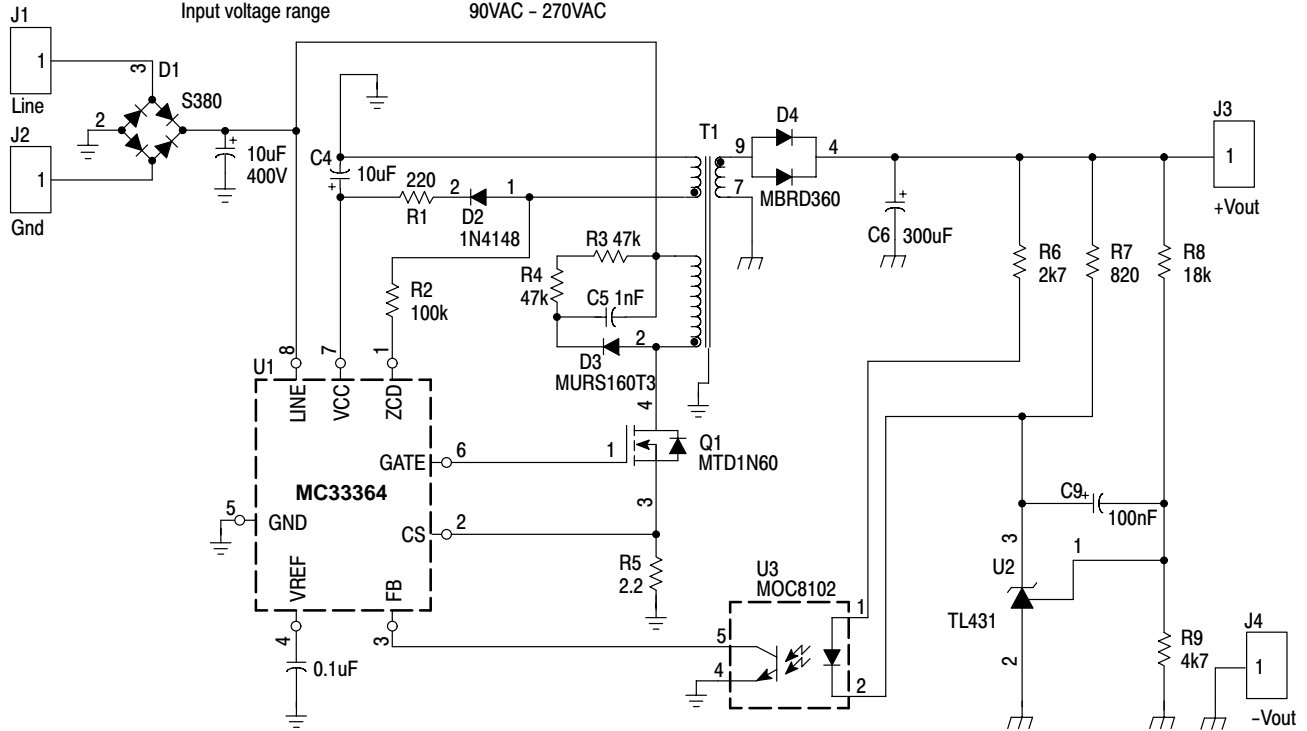 Input voltage range 90VAC – 270VAC
J1
1
Line
3
D1
S380
J2
1
Gnd
2
+
10uF
400V
C4
10uF
+
220
R1
2
D2
1N4148
1
R2
100k
R3 47k
R4
47k
C5 1nF
D3
MURS160T3
2
T1
9
7
D4
MBRD360
4
+
C6 300uF
R6
2k7
R7
820
R8
18k
J3
1
+Vout
U1
8
LINE
7
VCC
1
ZCD
GATE
6
MC33364
5
GND
CS
2
VREF
4
FB
3
0.1uF
4
1
Q1
MTD1N60
3
R5
2.2
U3
MOC8102
5
4
1
2
C9
+
100nF
3
U2
TL431
1
2
R9
4k7
J4
1
–Vout